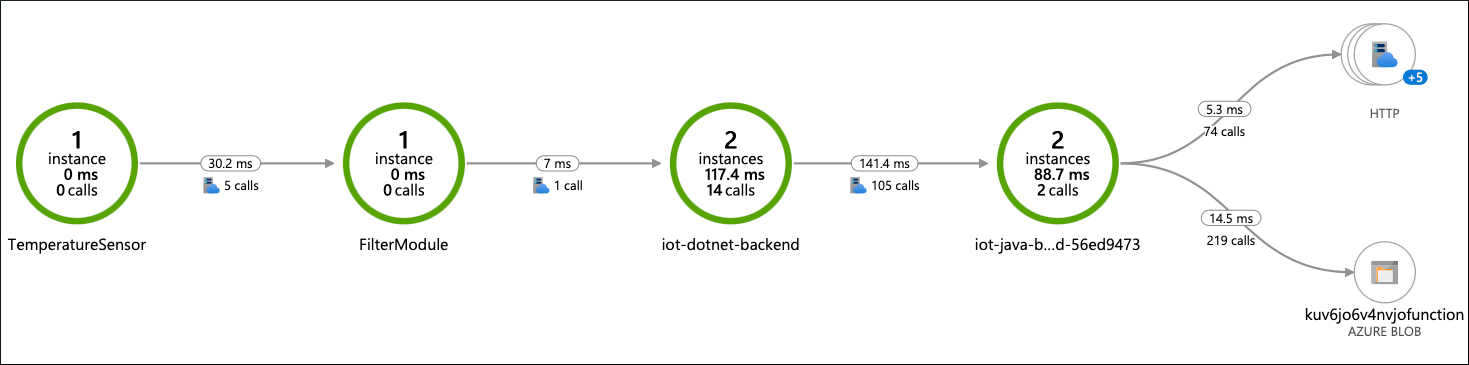 1
instance
0 ms
0 calls
TemperatureSensor
30.2 ms
5 calls
1
instance
0 ms
0 calls
FilterModule
7 ms
1 call
2
instances
117.4 ms
14 calls
iot-dotnet-backend
141.4 ms
105 calls
2
instances
88.7 ms
2 calls
iot-java-b...d-56ed9473
5.3 ms
74 calls
+5
HTTP
14.5 ms
219 calls
kuv6jo6v4nvjofunction
AZURE BLOB